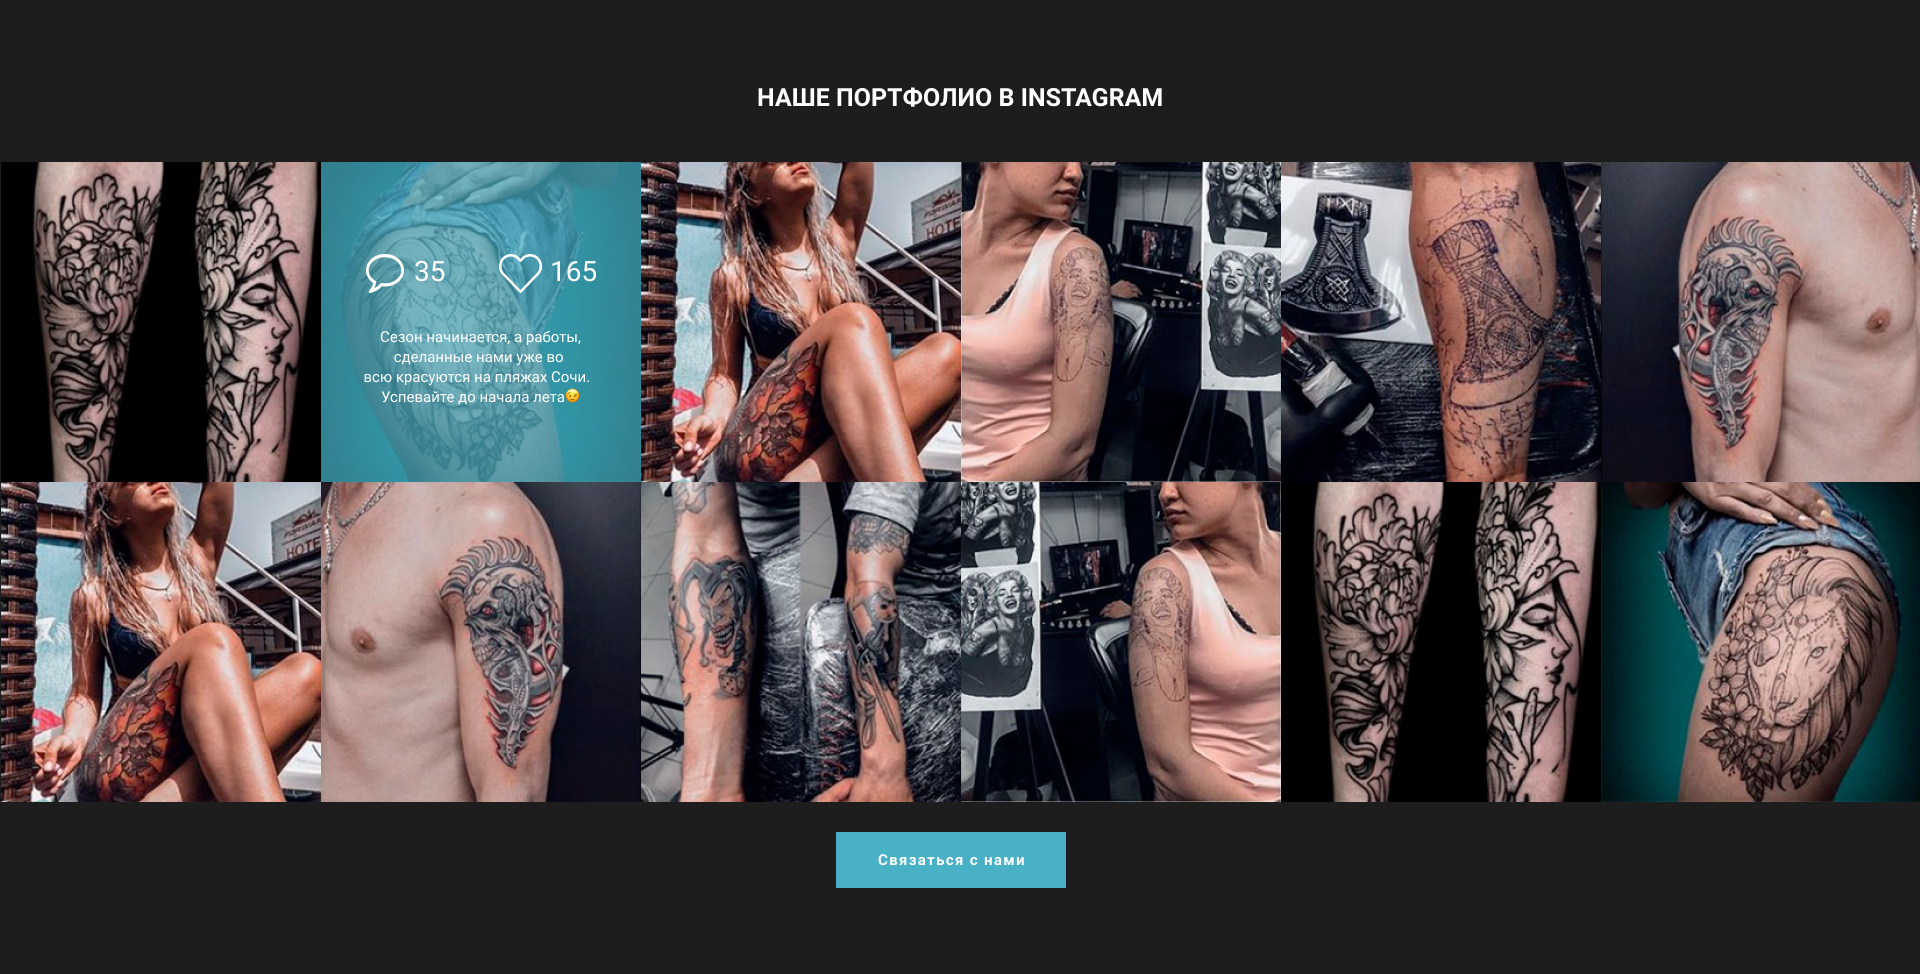 НАШЕ ПОРТФОЛИО В INSTAGRAM
35
165
Сезон начинается, а работы,
сделанные нами уже во
всю красуются на пляжах Сочи.
Успевайте до начала лета😉
HOTE
HOTE
Связаться с нами